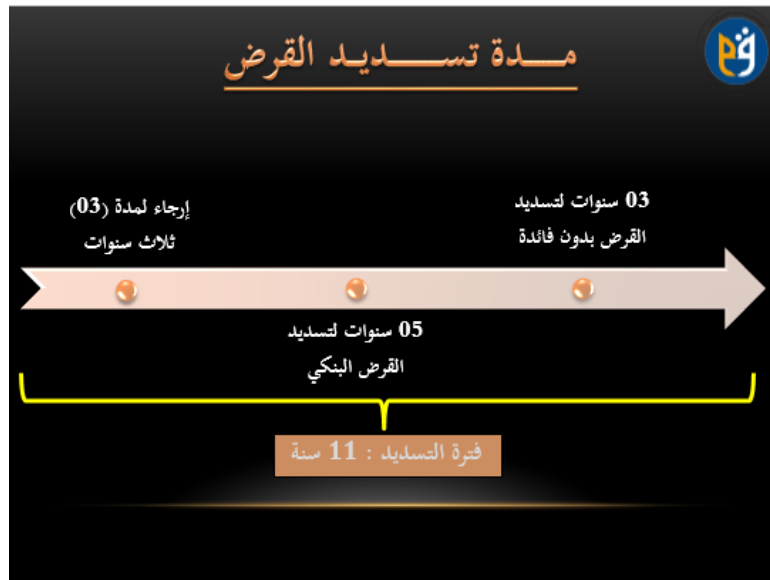 مـــدة تســـــديـد القرض
03 سنوات لتسديد
القرض بدون فائدة
إرجاء لمدة (03)
ثلاث سنوات
05 سنوات لتسديد
القرض البنكي
فترة التسديد : 11 سنة